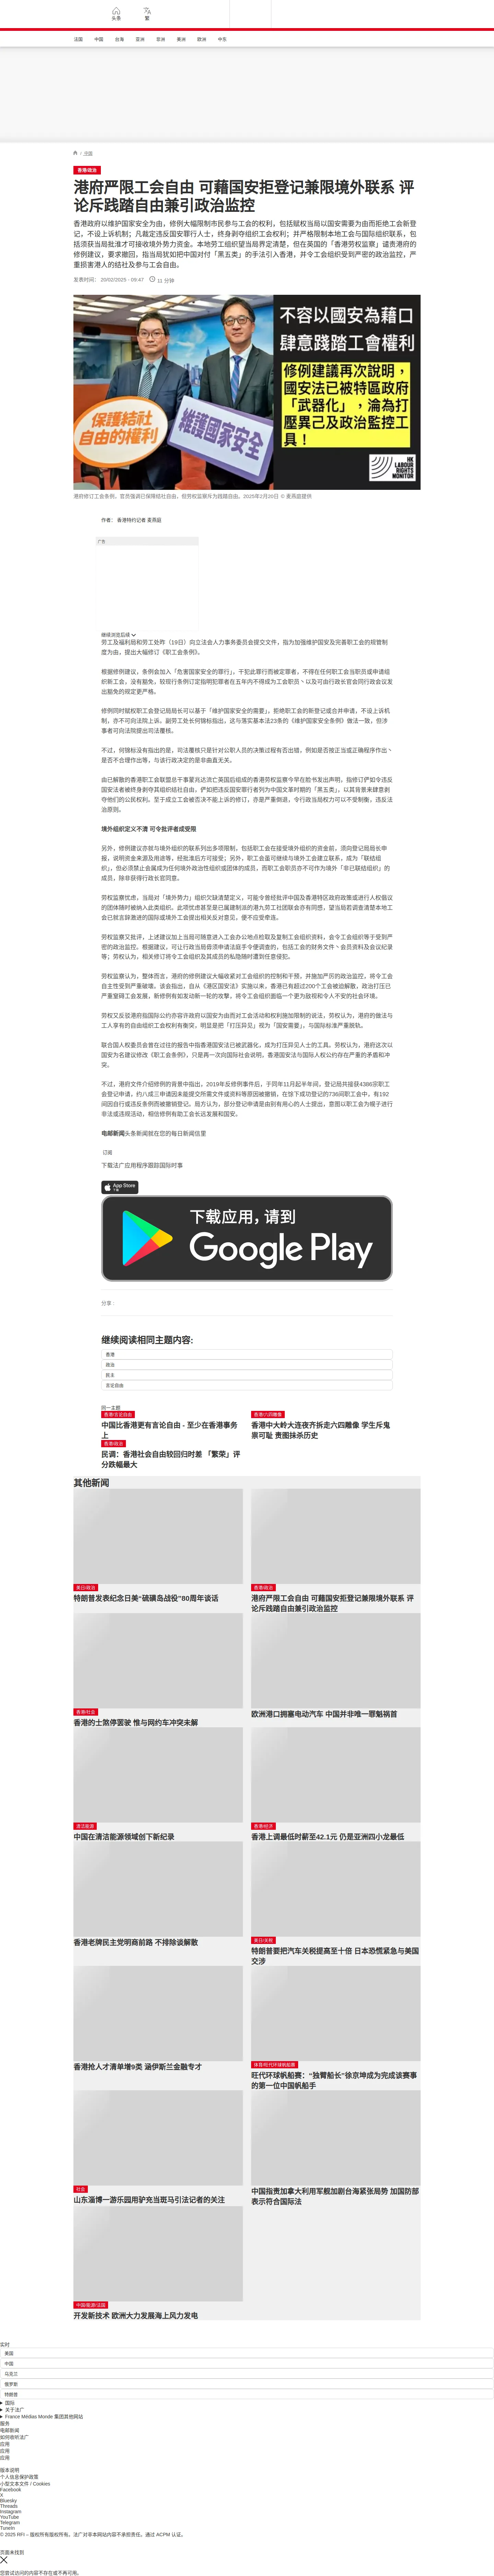 头条
繁
法国
中国
台海
亚洲
非洲
美洲
欧洲
中东
/ 中国
香港/政治
港府严限工会自由 可藉国安拒登记兼限境外联系 评论斥践踏自由兼引政治监控
香港政府以维护国家安全为由，修例大幅限制市民参与工会的权利，包括赋权当局以国安需要为由而拒绝工会新登记，不设上诉机制；凡裁定违反国安罪行人士，终身剥夺组织工会权利；并严格限制本地工会与国际组织联系，包括须获当局批准才可接收境外势力资金。本地劳工组织望当局界定清楚，但在英国的「香港劳权监察」谴责港府的修例建议，要求撤回，指当局犹如把中国对付「黑五类」的手法引入香港，并令工会组织受到严密的政治监控，严重损害港人的结社及参与工会自由。
发表时间： 20/02/2025 - 09:47
11 分钟
保障結社自由的權利
維護國家安全
不容以國安為藉口
肆意踐踏工會權利
修例建議再次說明，國安法已被特區政府「武器化」，淪為打壓異己及政治監控工具！
HK LABOUR RIGHTS MONITOR
港府修订工会条例，官员强调已保障结社自由，但劳权监察斥为践踏自由。2025年2月20日 © 麦燕庭提供
作者： 香港特约记者 麦燕庭
广告
继续浏览后续
劳工及福利局和劳工处昨（19日）向立法会人力事务委员会提交文件，指为加强维护国安及完善职工会的规管制度为由，提出大幅修订《职工会条例》。
根据修例建议，条例会加入「危害国家安全的罪行」，干犯此罪行而被定罪者，不得在任何职工会当职员或申请组织新工会，没有豁免，较现行条例订定指明犯罪者在五年内不得成为工会职员丶以及可由行政长官会同行政会议发出豁免的规定更严格。
修例同时赋权职工会登记局局长可以基于「维护国家安全的需要」，拒绝职工会的新登记或合并申请，不设上诉机制，亦不可向法院上诉。副劳工处长何锦标指出，这与落实基本法23条的《维护国家安全条例》做法一致，但涉事者可向法院提出司法覆核。
不过，何锦标没有指出的是，司法覆核只是针对公职人员的决策过程有否出错，例如是否按正当或正确程序作出丶是否不合理作出等，与该行政决定的是非曲直无关。
由已解散的香港职工会联盟总干事蒙兆达流亡英国后组成的香港劳权监察今早在脸书发出声明，指修订俨如令违反国安法者被终身剥夺其组织结社自由，俨如把违反国安罪行者列为中国文革时期的「黑五类」，以其背景来肆意剥夺他们的公民权利。至于成立工会被否决不能上诉的修订，亦是严重倒退，令行政当局权力可以不受制衡，违反法治原则。
境外组织定义不清 可令批评者成受限
另外，修例建议亦就与境外组织的联系列出多项限制，包括职工会在接受境外组织的资金前，须向登记局局长申报，说明资金来源及用途等，经批淮后方可接受；另外，职工会虽可继续与境外工会建立联系，成为「联结组织」，但必须禁止会属成为任何境外政治性组织或团体的成员，而职工会职员亦不可作为境外「非已联结组织」的成员，除非获得行政长官同意。
劳权监察忧虑，当局对「境外势力」组织欠缺清楚定义，可能令曾经批评中国及香港特区政府政策或进行人权倡议的团体随时被纳入此类组织。此项忧虑甚至是已属建制派的港九劳工社团联会亦有同感，望当局若调查清楚本地工会已就言辞激进的国际或境外工会提出相关反对意见，便不应受牵连。
劳权监察又批评，上述建议加上当局可随意进入工会办公地点检取及复制工会组织资料，会令工会组织等于受到严密的政治监控。根据建议，可让行政当局毋须申请法庭手令便调查的，包括工会的财务文件丶会员资料及会议纪录等；劳权认为，相关修订将令工会组织及其成员的私隐随时遭到任意侵犯。
劳权监察认为，整体而言，港府的修例建议大幅收紧对工会组织的控制和干预，并施加严厉的政治监控，将令工会自主性受到严重破壞。该会指出，自从《港区国安法》实施以来，香港已有超过200个工会被迫解散，政治打压已严重窒碍工会发展，新修例有如发动新一轮的攻擊，将令工会组织面临一个更为敌视和令人不安的社会环境。
劳权又反驳港府指国际公约亦容许政府以国安为由而对工会活动和权利施加限制的说法，劳权认为，港府的做法与工人享有的自由组织工会权利有衝突，明显是把「打压异见」视为「国安需要」，与国际标准严重脱轨。
联合国人权委员会曾在过往的报告中指香港国安法已被武器化，成为打压异见人士的工具。劳权认为，港府这次以国安为名建议修改《职工会条例》，只是再一次向国际社会说明，香港国安法与国际人权公约存在严重的矛盾和冲突。
不过，港府文件介绍修例的背景中指出，2019年反修例事件后，于同年11月起半年间，登记局共接获4386宗职工会登记申请，约八成三申请因未能提交所需文件或资料等原因被撤销，在馀下成功登记的736间职工会中，有192间因自行或违反条例而被撤销登记。局方认为，部分登记申请是由别有用心的人士提出，意图以职工会为幌子进行非法或违规活动，相信修例有助工会长远发展和国安。
电邮新闻头条新闻就在您的每日新闻信里
订阅
下载法广应用程序跟踪国际时事
App Store
下载
下载应用，请到
Google Play
分享 :
继续阅读相同主题内容:
香港
政治
民主
言论自由
同一主题
香港/言论自由
中国比香港更有言论自由 - 至少在香港事务上
香港/六四雕像
香港中大岭大连夜齐拆走六四雕像 学生斥鬼祟可耻 责图抹杀历史
香港/政治
民调：香港社会自由较回归时差 「繁荣」评分跌幅最大
其他新闻
美日/政治
特朗普发表纪念日美“硫磺岛战役”80周年谈话
香港/政治
港府严限工会自由 可藉国安拒登记兼限境外联系 评论斥践踏自由兼引政治监控
香港/社会
香港的士煞停罢驶 惟与网约车冲突未解
欧洲港口拥塞电动汽车 中国并非唯一罪魁祸首
清洁能源
中国在清洁能源领域创下新纪录
香港/经济
香港上调最低时薪至42.1元 仍是亚洲四小龙最低
香港老牌民主党明商前路 不排除谈解散
美日/关税
特朗普要把汽车关税提高至十倍 日本恐慌紧急与美国交涉
香港抢人才清单增9类 涵伊斯兰金融专才
体育/旺代环球帆船赛
旺代环球帆船赛：“独臂船长”徐京坤成为完成该赛事的第一位中国帆船手
社会
山东淄博一游乐园用驴充当斑马引法记者的关注
中国指责加拿大利用军舰加剧台海紧张局势 加国防部表示符合国际法
中国/能源/法国
开发新技术 欧洲大力发展海上风力发电
实时
美国
中国
乌克兰
俄罗斯
特朗普
国际
关于法广
France Médias Monde 集团其他网站
服务
电邮新闻
如何收听法广
应用
应用
应用
版本说明
个人信息保护政策
小型文本文件 / Cookies
Facebook
X
Bluesky
Threads
Instagram
YouTube
Telegram
TuneIn
© 2025 RFI – 版权所有版权所有。法广对非本网站内容不承担责任。通过 ACPM 认证。
页面未找到
您尝试访问的内容不存在或不再可用。